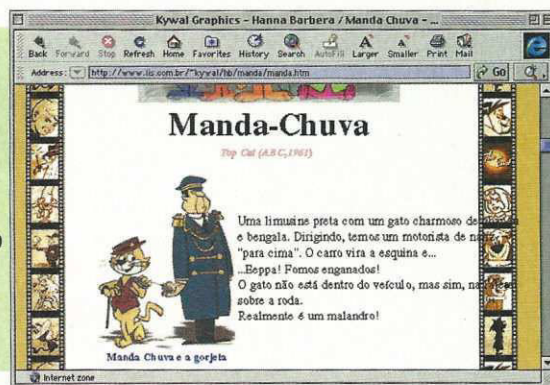 Kywal Graphics - Hanna Barbera / Manda Chuva - ...
Back Forward Stop Refresh Home Favorites History Search AutoFill Larger Smaller Print Mail
Address: http://www.iis.com.br/~kywal/hb/manda/manda.htm Go
Manda-Chuva
Top Cat (ABC, 1961)
Uma limusine preta com um gato charmoso de
e bengala. Dirigindo, temos um motorista de
"para cima". O carro vira a esquina e...
...Eeppa! Fomos enganados!
O gato não está dentro do veículo, mas sim,
sobre a roda.
Realmente é um malandro!
Manda Chuva e a gorjeta
Internet zone